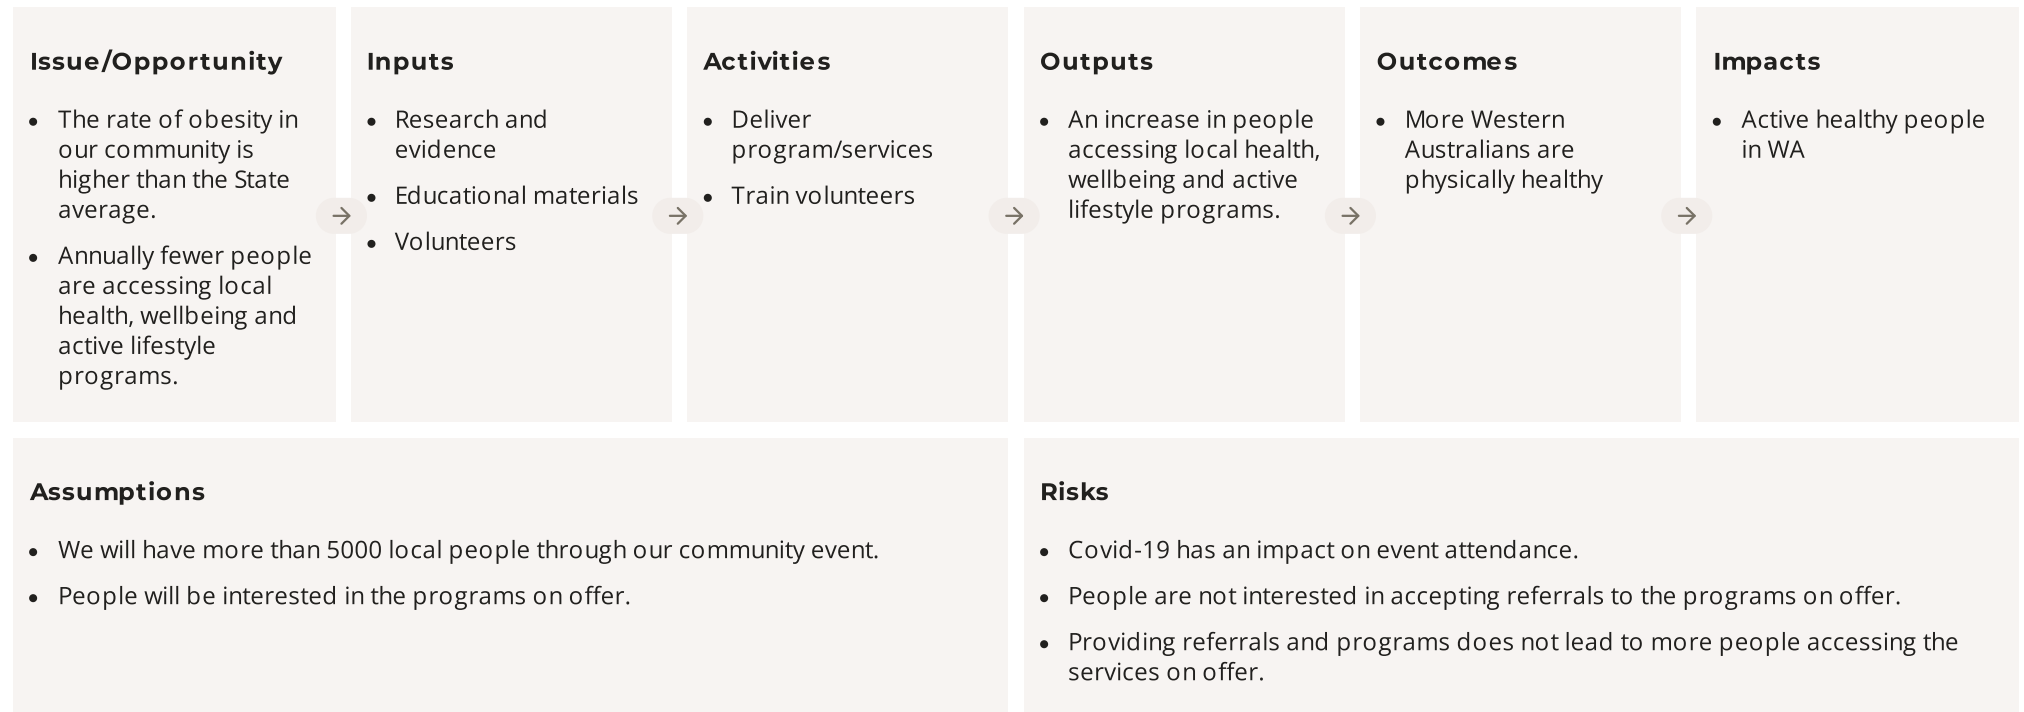 Issue/Opportunity
• The rate of obesity in
our community is
higher than the State
average.
• Annually fewer people
are accessing local
health, wellbeing and
active lifestyle
programs.
Inputs
• Research and
evidence
• Educational materials
• Volunteers
Activities
• Deliver
program/services
• Train volunteers
Outputs
• An increase in people
accessing local health,
wellbeing and active
lifestyle programs.
Outcomes
• More Western
Australians are
physically healthy
Impacts
• Active healthy people
in WA
Assumptions
• We will have more than 5000 local people through our community event.
• People will be interested in the programs on offer.
Risks
• Covid-19 has an impact on event attendance.
• People are not interested in accepting referrals to the programs on offer.
• Providing referrals and programs does not lead to more people accessing the
services on offer.